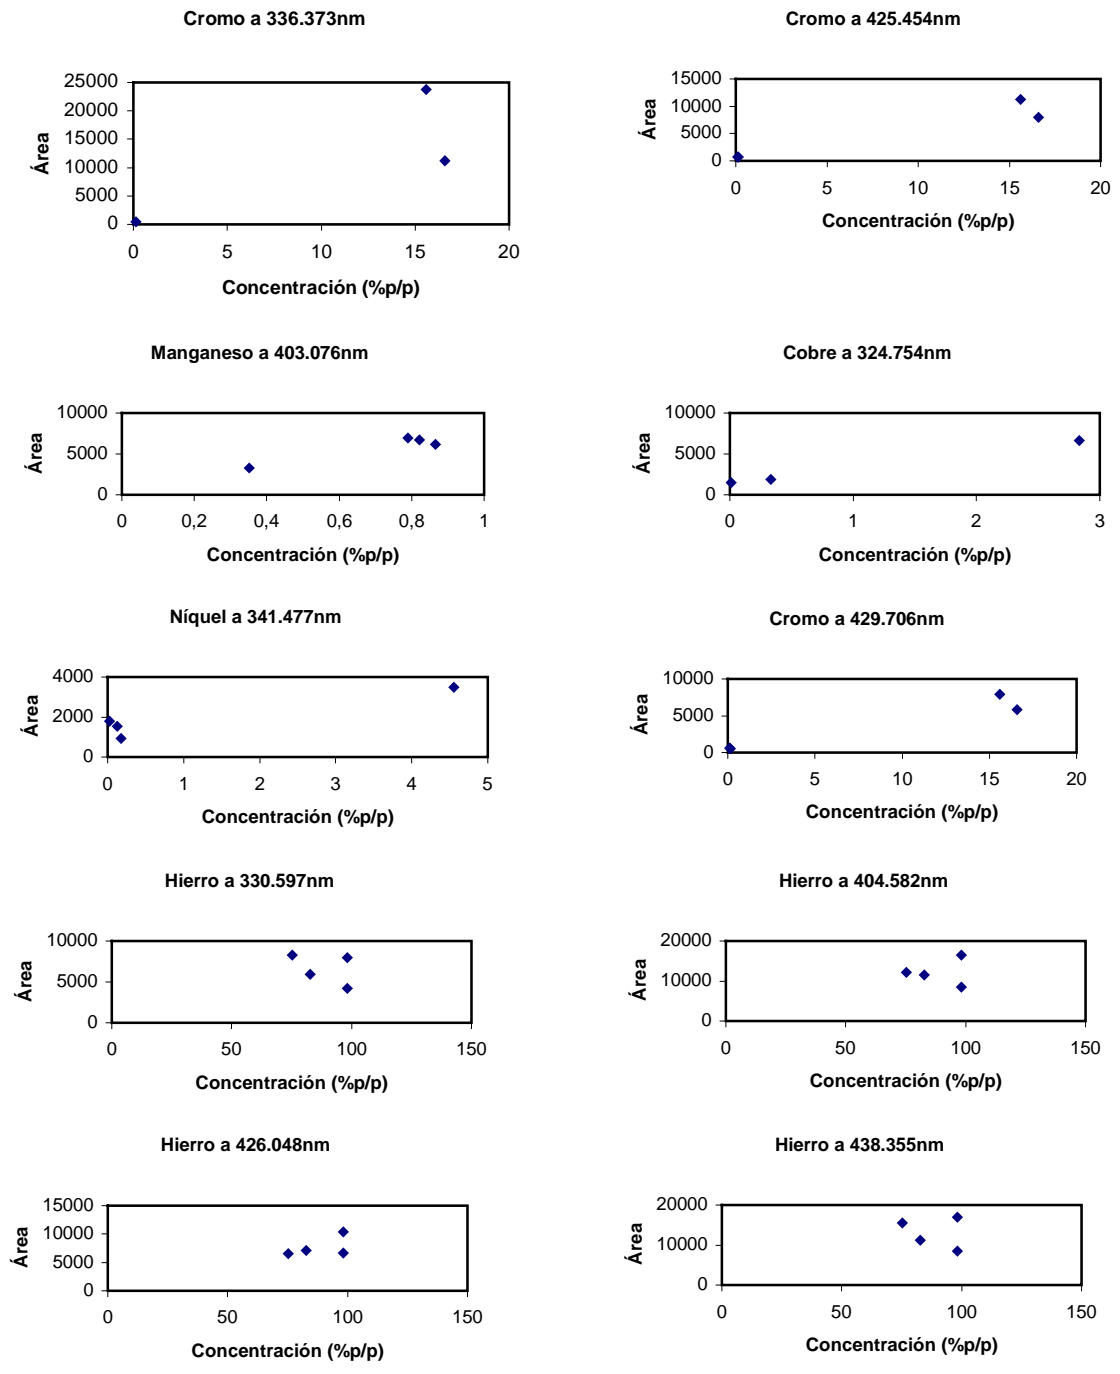 Cromo a 336.373nm
25000
20000
15000
10000
5000
0
Área
0 5 10 15 20
Concentración (%p/p)
Cromo a 425.454nm
15000
10000
5000
0
Área
0 5 10 15 20
Concentración (%p/p)
Manganeso a 403.076nm
10000
5000
0
Área
0 0,2 0,4 0,6 0,8 1
Concentración (%p/p)
Cobre a 324.754nm
10000
5000
0
Área
0 1 2 3
Concentración (%p/p)
Níquel a 341.477nm
4000
2000
0
Área
0 1 2 3 4 5
Concentración (%p/p)
Cromo a 429.706nm
10000
5000
0
Área
0 5 10 15 20
Concentración (%p/p)
Hierro a 330.597nm
10000
5000
0
Área
0 50 100 150
Concentración (%p/p)
Hierro a 404.582nm
20000
10000
0
Área
0 50 100 150
Concentración (%p/p)
Hierro a 426.048nm
15000
10000
5000
0
Área
0 50 100 150
Concentración (%p/p)
Hierro a 438.355nm
20000
10000
0
Área
0 50 100 150
Concentración (%p/p)